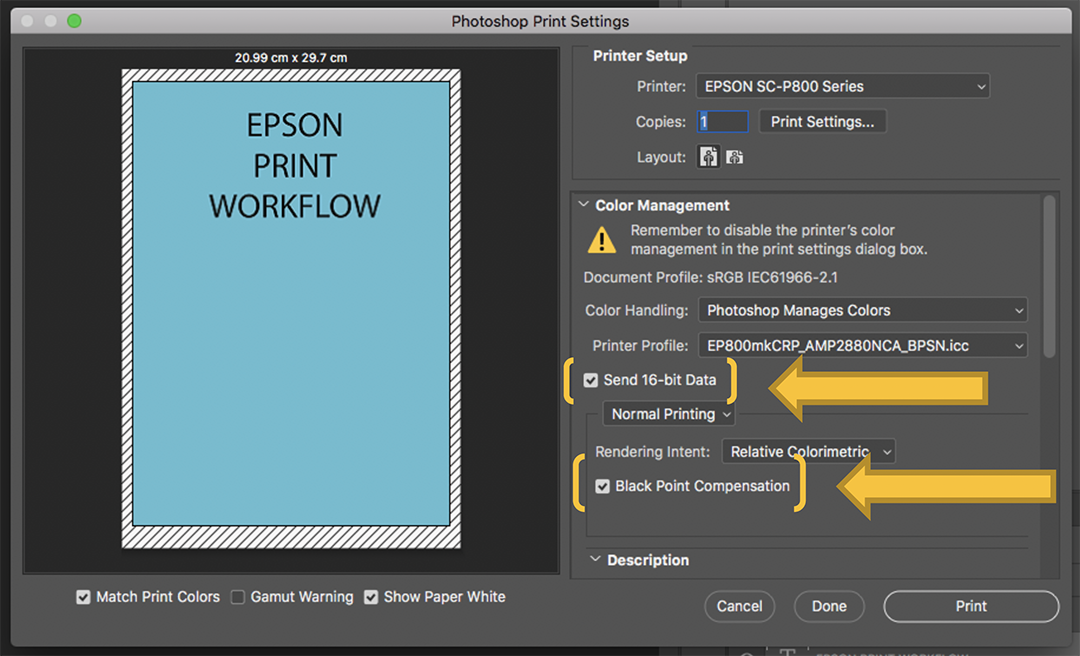 Photoshop Print Settings
20.99 cm x 29.7 cm
EPSON
PRINT
WORKFLOW
Match Print Colors
Gamut Warning
Show Paper White
Printer Setup
Printer: EPSON SC-P800 Series
Copies: 1 Print Settings...
Layout:
Color Management
Remember to disable the printer's color
management in the print settings dialog box.
Document Profile: sRGB IEC61966-2.1
Color Handling: Photoshop Manages Colors
Printer Profile: EP800mkCRP_AMP2880NCA_BPSN.icc
Send 16-bit Data
Normal Printing
Rendering Intent: Relative Colorimetric
Black Point Compensation
Description
Cancel
Done
Print